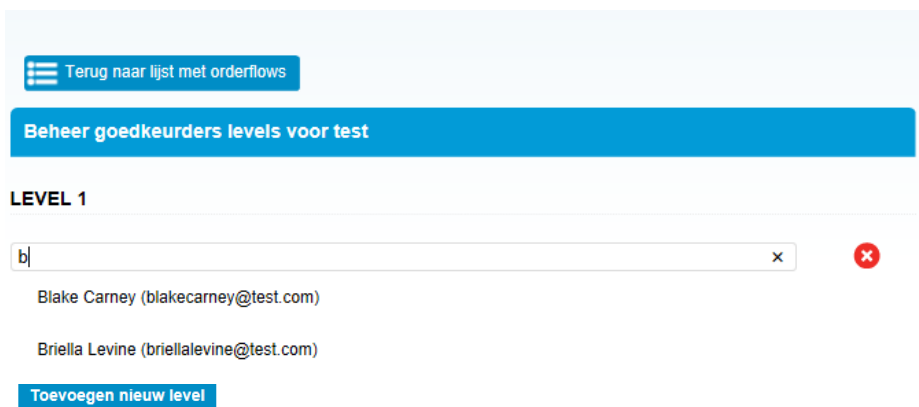 Terug naar lijst met orderflows
Beheer goedkeurders levels voor test
LEVEL 1
b
Blake Carney (blakecarney@test.com)
Briella Levine (briellalevine@test.com)
Toevoegen nieuw level